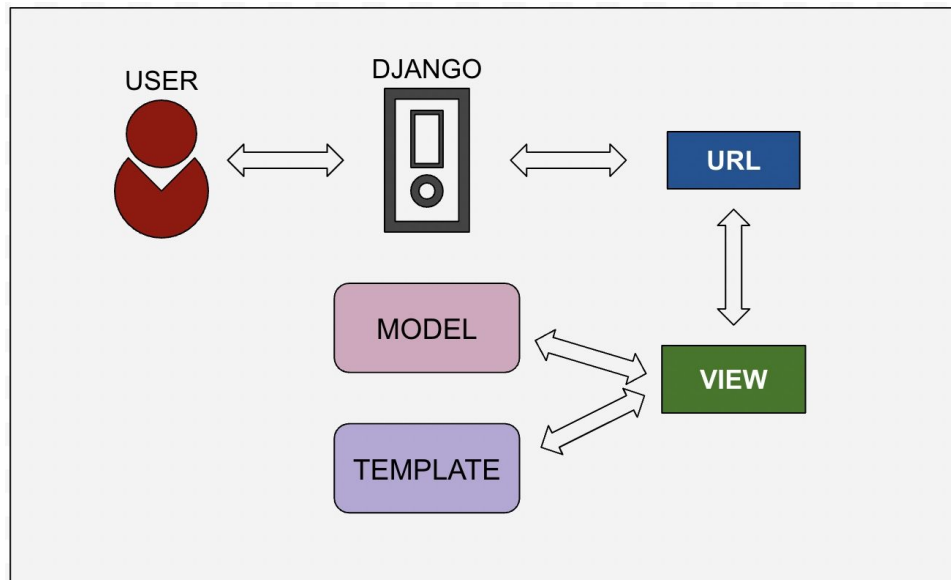 USER
DJANGO
URL
MODEL
VIEW
TEMPLATE